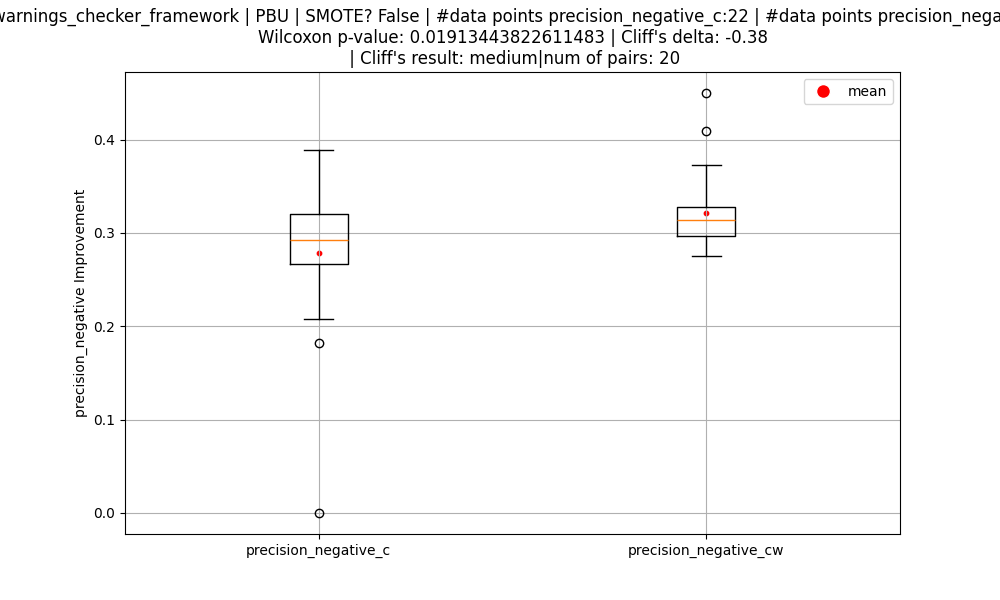 warnings_checker_framework | PBU | SMOTE? False | #data points precision_negative_c:22 | #data points
Wilcoxon p-value: 0.01913443822611483 | Cliff's delta: -0.38
| Cliff's result: medium|num of pairs: 20
mean
0.4
0.3
0.2
0.1
0.0
precision_negative Improvement
precision_negative_c
precision_negative_cw